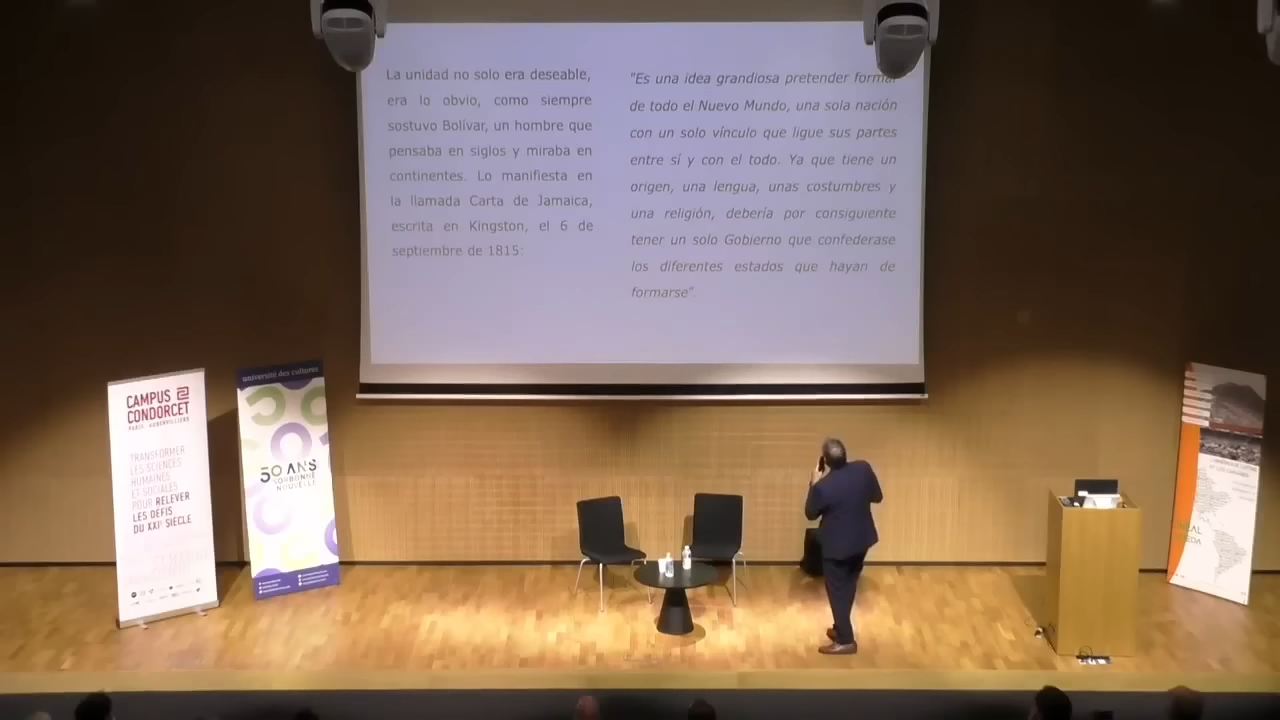 La unidad no solo era deseable,
era lo obvio, como siempre
sostuvo Bolívar, un hombre que
pensaba en siglos y miraba en
continentes. Lo manifiesta en
la llamada Carta de Jamaica,
escrita en Kingston, el 6 de
septiembre de 1815:
"Es una idea grandiosa pretender formar
de todo el Nuevo Mundo, una sola nación
con un solo vínculo que ligue sus partes
entre sí y con el todo. Ya que tiene un
origen, una lengua, unas costumbres y
una religión, debería por consiguiente
tener un solo Gobierno que confederase
los diferentes estados que hayan de
formarse".
CAMPUS
CONDORCET
PARIS - AUBERVILLIERS
TRANSFORMER
LES SCIENCES
HUMAINES
ET SOCIALES
POUR RELEVER
LES DÉFIS
DU XXIe SIÈCLE
université des cultures
50 ANS
SORBONNE
NOUVELLE